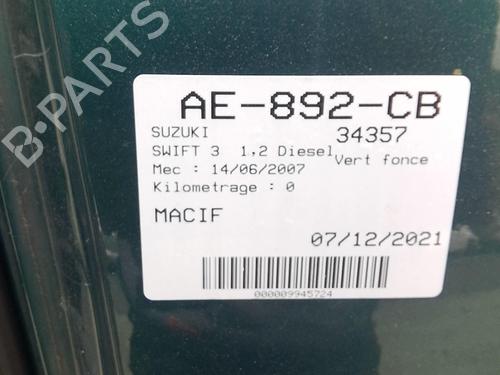 AE-892-CB
SUZUKI 34357
SWIFT 3 1,2 Diesel Vert fonce
Mec : 14/06/2007
Kilometrage : 0
MACIF
07/12/2021
000009945724
B-PARTS